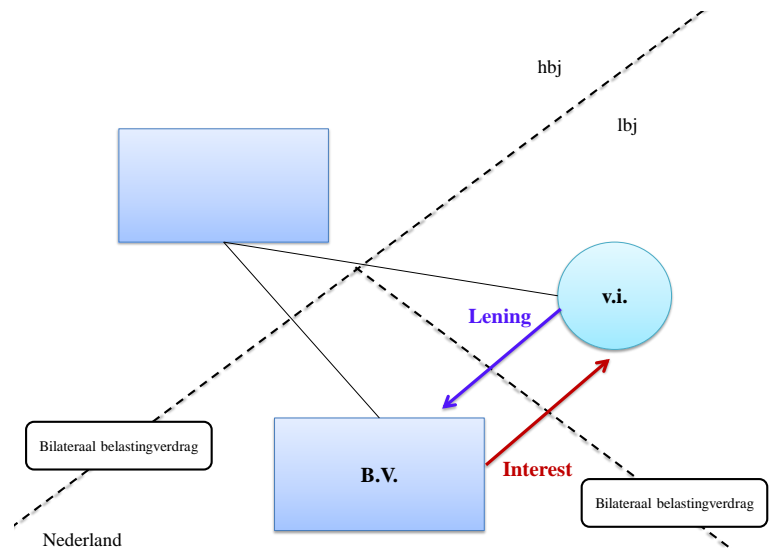 hbj
lbj
v.i.
Lening
Bilateraal belastingverdrag
B.V.
Interest
Bilateraal belastingverdrag
Nederland